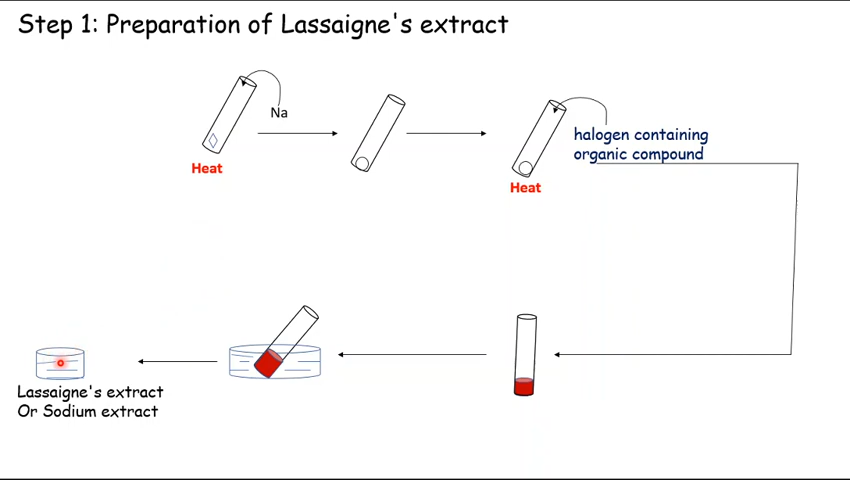 Step 1: Preparation of Lassaigne's extract
Na
Heat
halogen containing
organic compound
Heat
Lassaigne's extract
Or Sodium extract